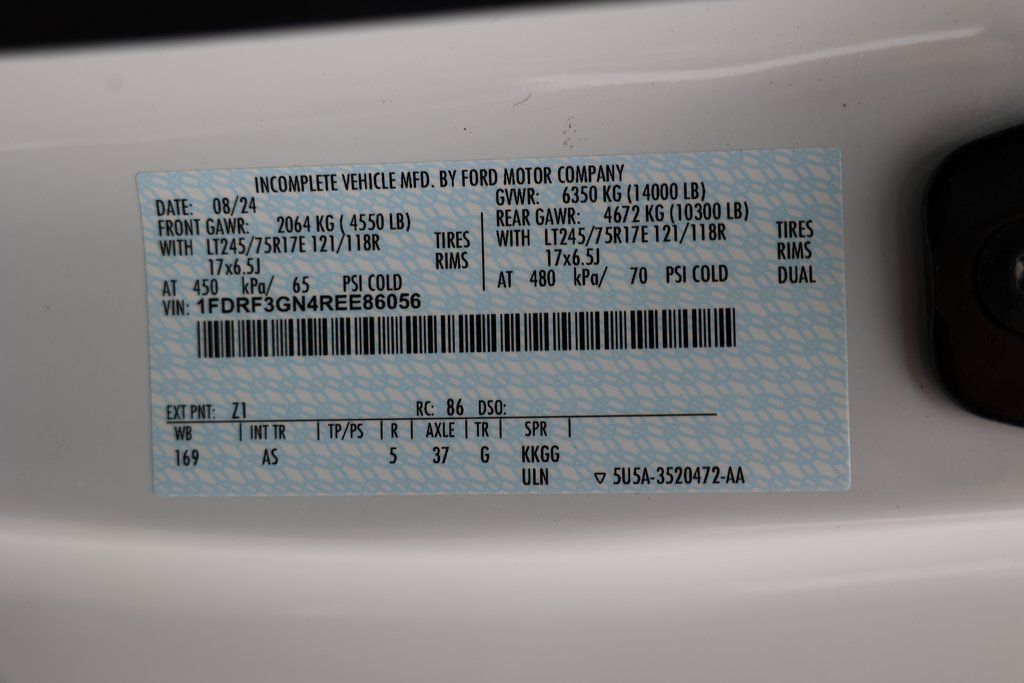 INCOMPLETE VEHICLE MFD. BY FORD MOTOR COMPANY
DATE: 08/24
GVWR: 6350 KG (14000 LB)
FRONT GAWR: 2064 KG ( 4550 LB)
REAR GAWR: 4672 KG (10300 LB)
WITH LT245/75R17E 121/118R TIRES
WITH LT245/75R17E 121/118R TIRES
17x6.5J RIMS
17x6.5J RIMS
AT 450 kPa/ 65 PSI COLD
AT 480 kPa/ 70 PSI COLD DUAL
VIN: 1FDRF3GN4REE86056
EXT PNT: Z1 RC: 86 DSO:
WB | INT TR | TP/PS | R | AXLE | TR | SPR |
169 AS 5 37 G KKGG
ULN ▽ 5U5A-3520472-AA